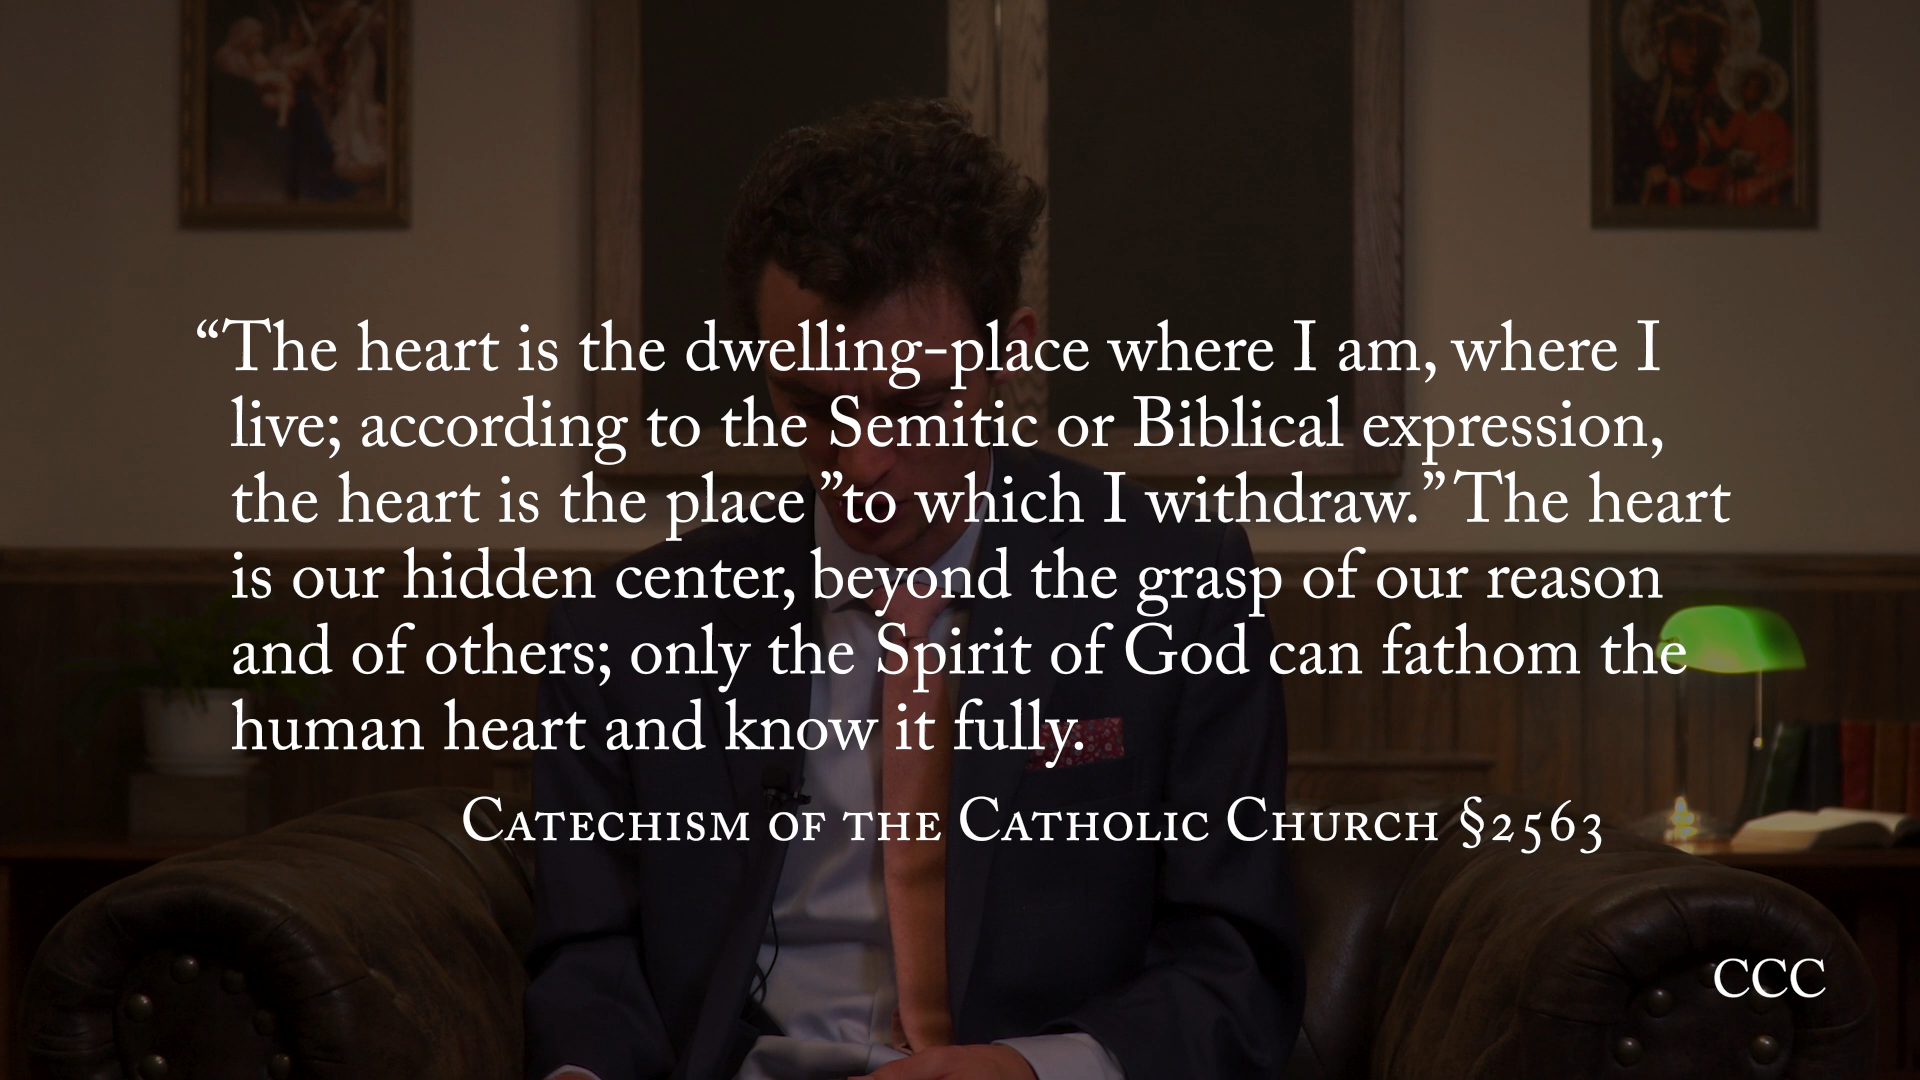 “The heart is the dwelling-place where I am, where I
live; according to the Semitic or Biblical expression,
the heart is the place ”to which I withdraw.” The heart
is our hidden center, beyond the grasp of our reason
and of others; only the Spirit of God can fathom the
human heart and know it fully.
Catechism of the Catholic Church §2563
CCC